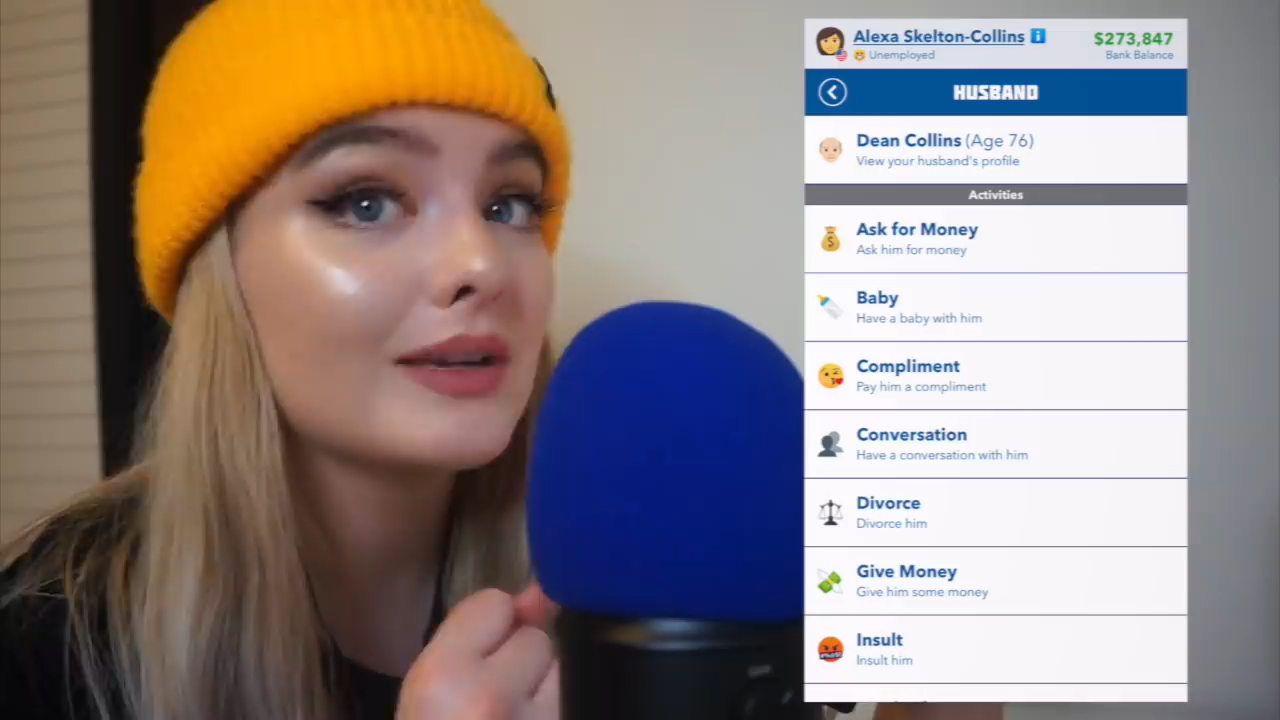 Alexa Skelton-Collins
$273,847
Unemployed
Bank Balance
HUSBAND
Dean Collins (Age 76)
View your husband's profile
Activities
Ask for Money
Ask him for money
Baby
Have a baby with him
Compliment
Pay him a compliment
Conversation
Have a conversation with him
Divorce
Divorce him
Give Money
Give him some money
Insult
Insult him